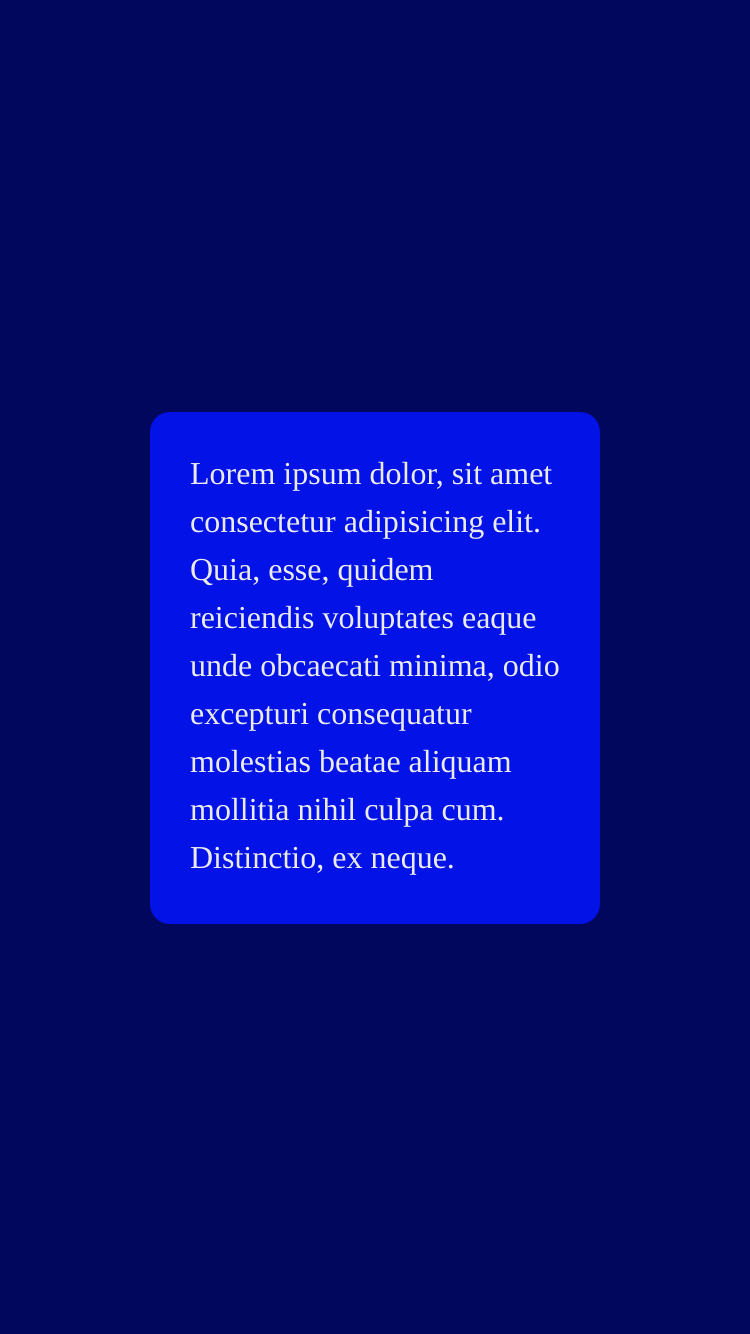 Lorem ipsum dolor, sit amet
consectetur adipisicing elit.
Quia, esse, quidem
reiciendis voluptates eaque
unde obcaecati minima, odio
excepturi consequatur
molestias beatae aliquam
mollitia nihil culpa cum.
Distinctio, ex neque.